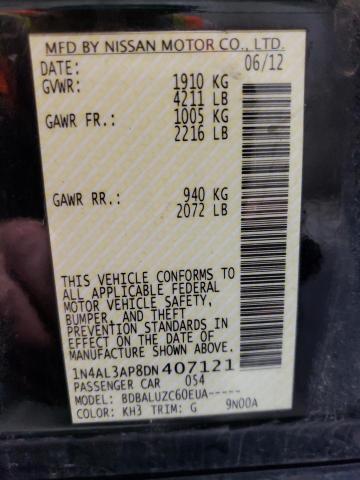 MFD BY NISSAN MOTOR CO., LTD.
DATE: 06/12
GVWR: 1910 KG
4211 LB
GAWR FR.: 1005 KG
2216 LB
GAWR RR.: 940 KG
2072 LB
THIS VEHICLE CONFORMS TO
ALL APPLICABLE FEDERAL
MOTOR VEHICLE SAFETY,
BUMPER, AND THEFT
PREVENTION STANDARDS IN
EFFECT ON THE DATE OF
MANUFACTURE SHOWN ABOVE.
1N4AL3AP8DN407121
PASSENGER CAR 054
MODEL: BDBALUZC60EUA-----
COLOR: KH3 TRIM: G 9N00A